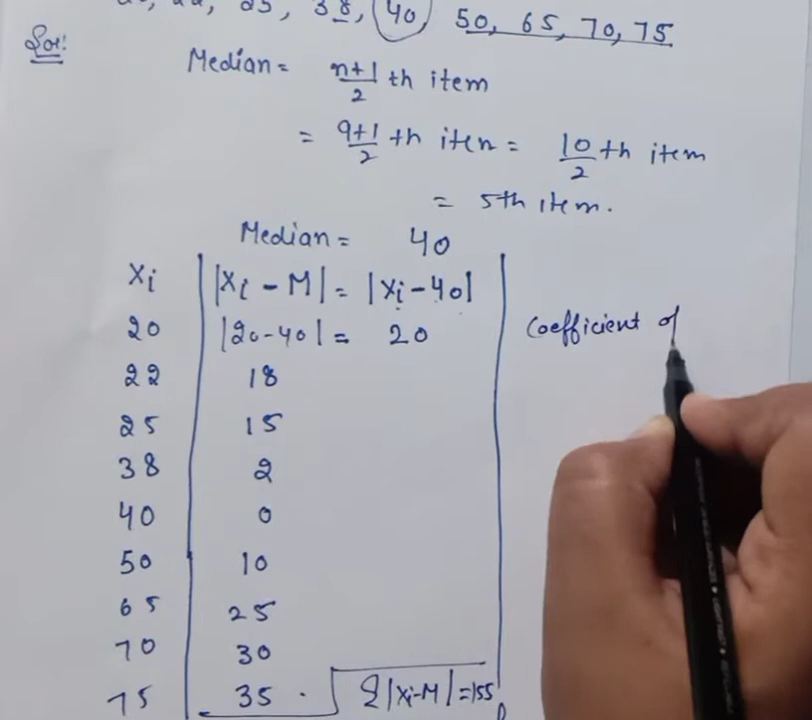 25, 38, 40, 50, 65, 70, 75
Sol:
Median = n+1/2 th item
= 9+1/2 th item = 10/2 th item
= 5th item.
Median = 40
Xi |Xi - M| = |Xi - 40|
20 |20-40| = 20
Coefficient of
22 18
25 15
38 2
40 0
50 10
65 25
70 30
75 35 . Σ|Xi-M| = 155